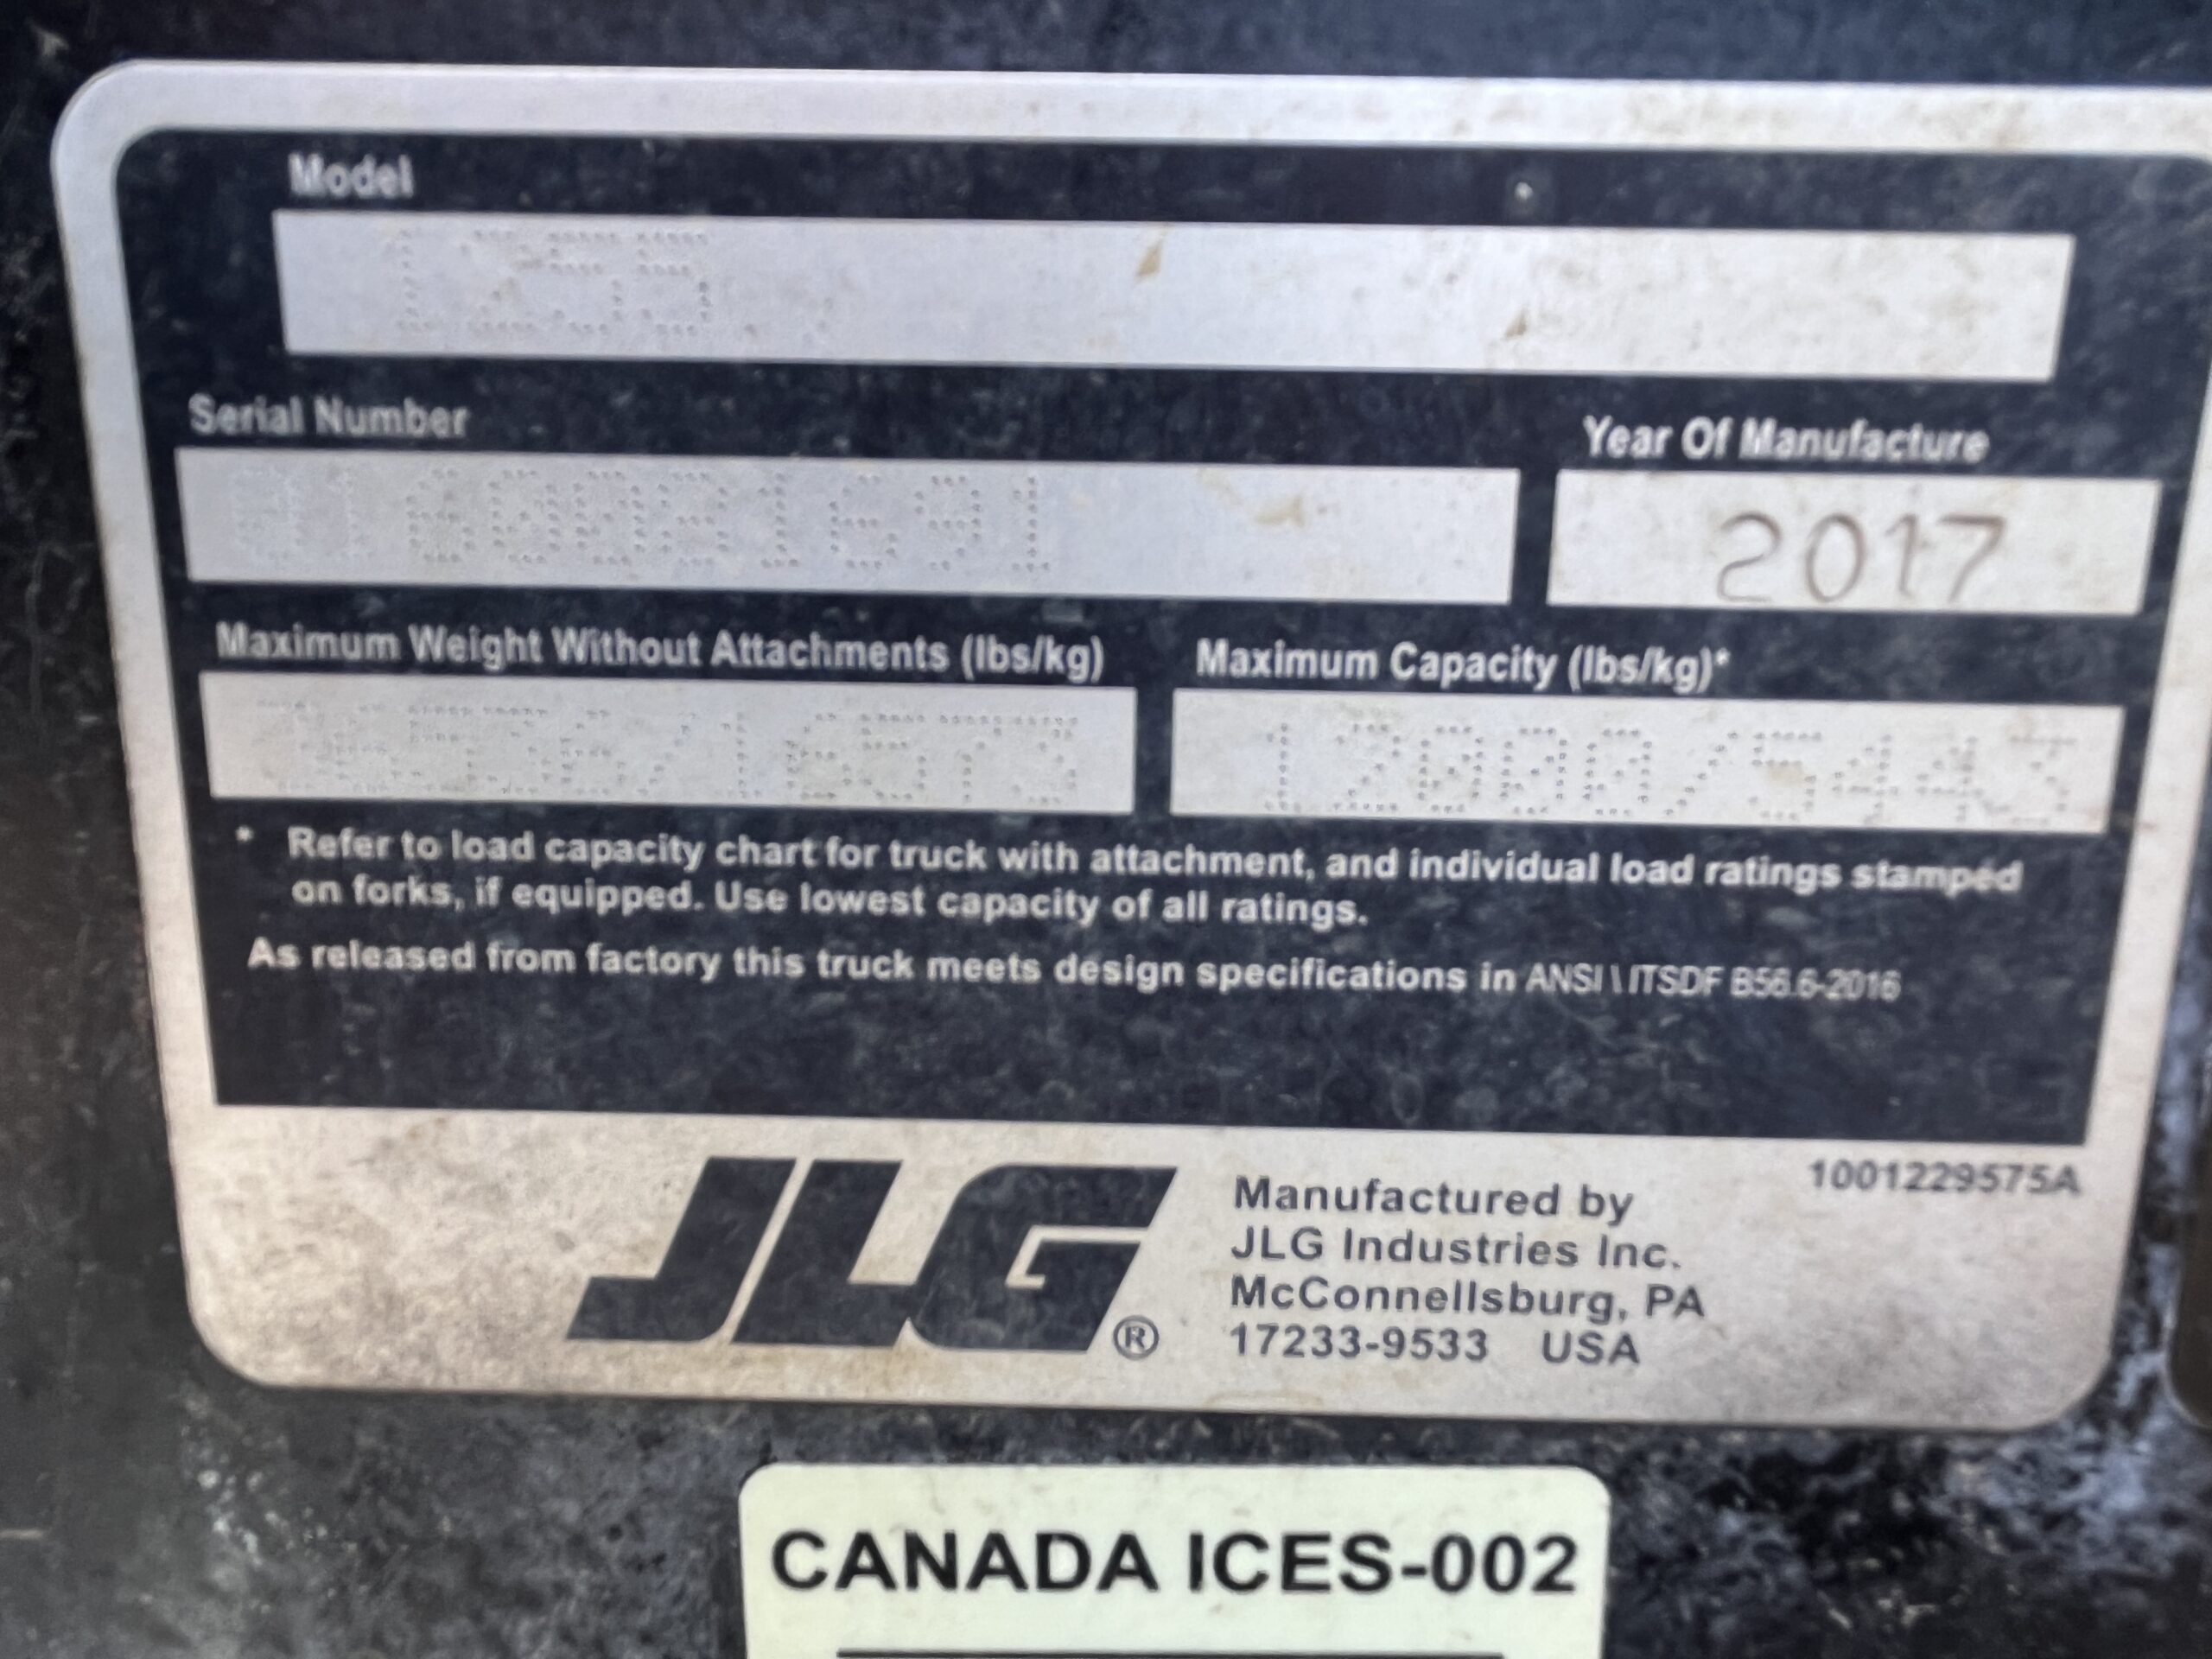 Model
1255
Serial Number
Year Of Manufacture
2017
Maximum Weight Without Attachments (lbs/kg)
Maximum Capacity (lbs/kg)*
12000/5443
* Refer to load capacity chart for truck with attachment, and individual load ratings stamped
on forks, if equipped. Use lowest capacity of all ratings.
As released from factory this truck meets design specifications in ANSI \ ITSDF B56.6-2016
1001229575A
JLG®
Manufactured by
JLG Industries Inc.
McConnellsburg, PA
17233-9533 USA
CANADA ICES-002